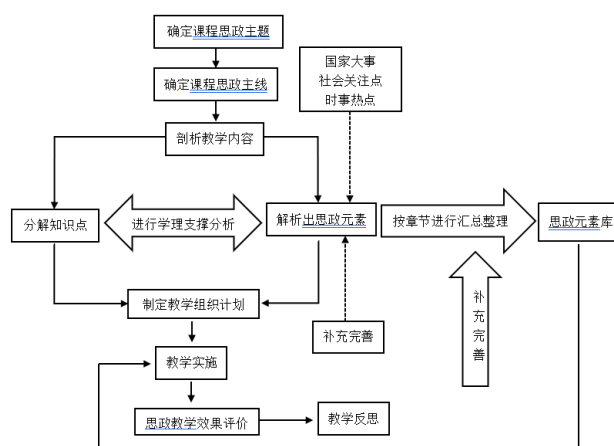 确定课程思政主题
国家大事
社会关注点
时事热点
确定课程思政主线
剖析教学内容
分解知识点
进行学理支撑分析
解析出思政元素
按章节进行汇总整理
思政元素库
制定教学组织计划
补充完善
补充完善
教学实施
思政教学效果评价
教学反思